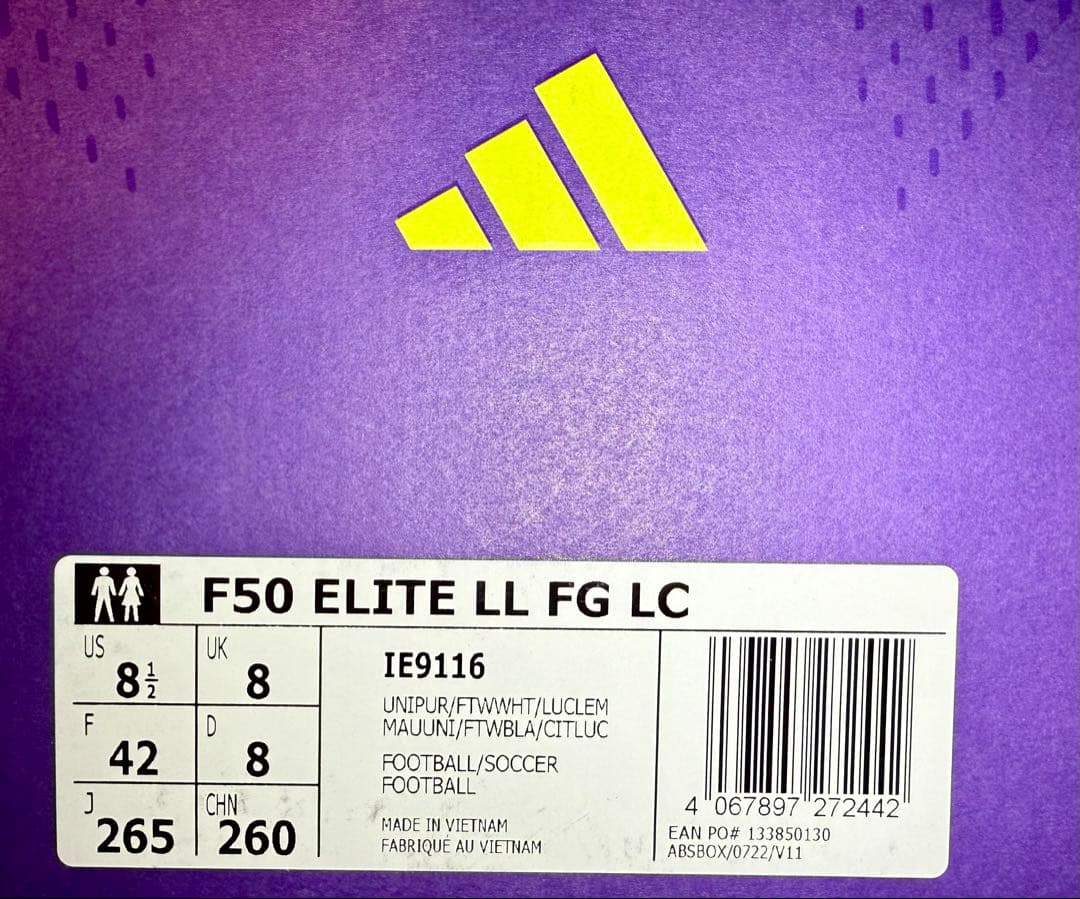 F50 ELITE LL FG LC
US 8½
UK 8
F 42
D 8
J 265
CHN 260
IE9116
UNIPUR/FTWWHT/LUCLEM
MAUUNI/FTWBLA/CITLUC
FOOTBALL/SOCCER
FOOTBALL
MADE IN VIETNAM
FABRIQUÉ AU VIETNAM
4 067897 272442
EAN PO# 133850130
ABSBOX/0722/V11